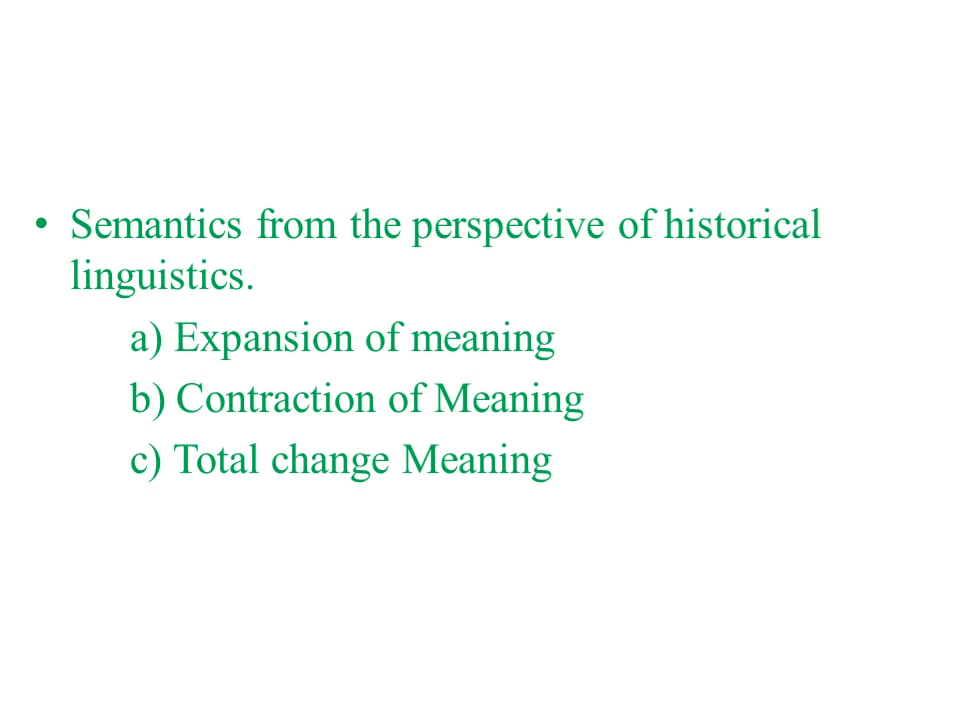 • Semantics from the perspective of historical
linguistics.
a) Expansion of meaning
b) Contraction of Meaning
c) Total change Meaning